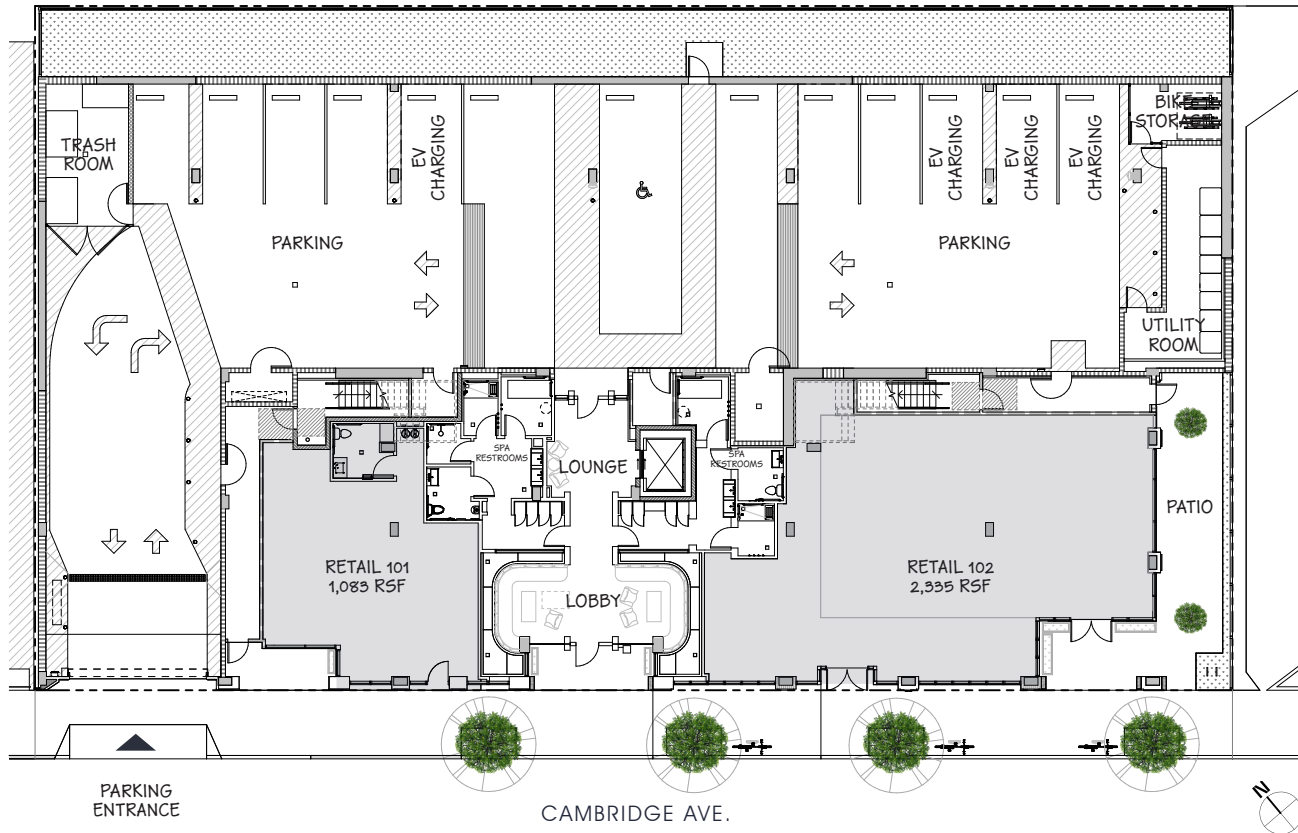 BIKE
STORAGE
TRASH
ROOM
EV
CHARGING
EV
CHARGING
EV
CHARGING
EV
CHARGING
PARKING
PARKING
UTILITY
ROOM
SPA
RESTROOMS
LOUNGE
SPA
RESTROOMS
PATIO
RETAIL 101
1,083 RSF
RETAIL 102
2,335 RSF
LOBBY
PARKING
ENTRANCE
CAMBRIDGE AVE.
N